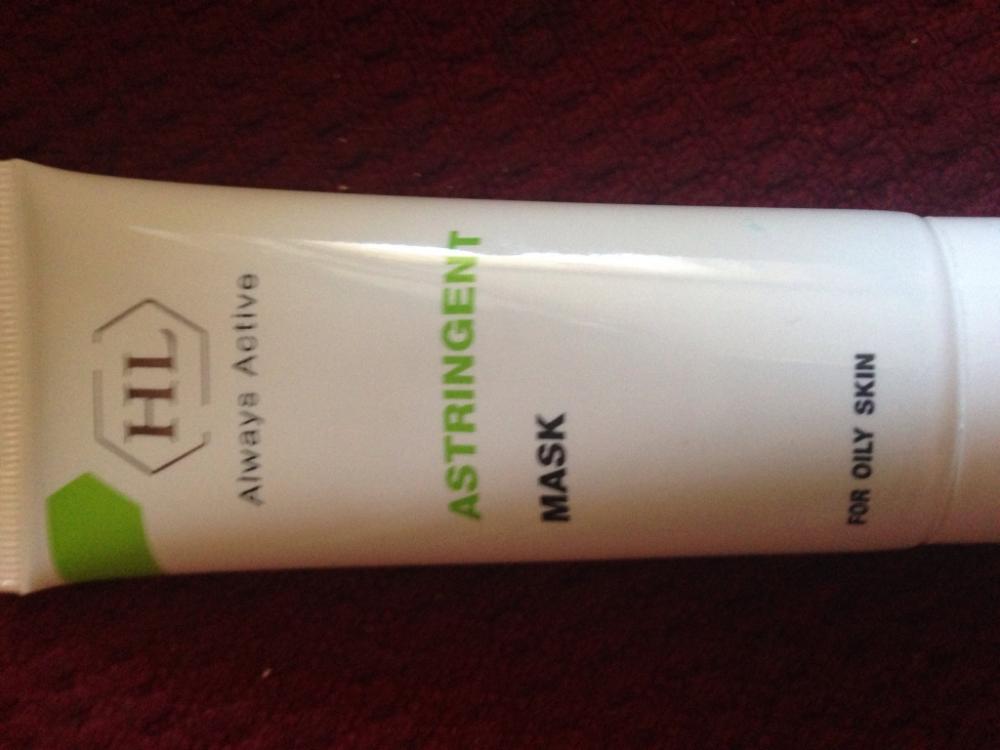 HL
Always Active
ASTRINGENT
MASK
FOR OILY SKIN